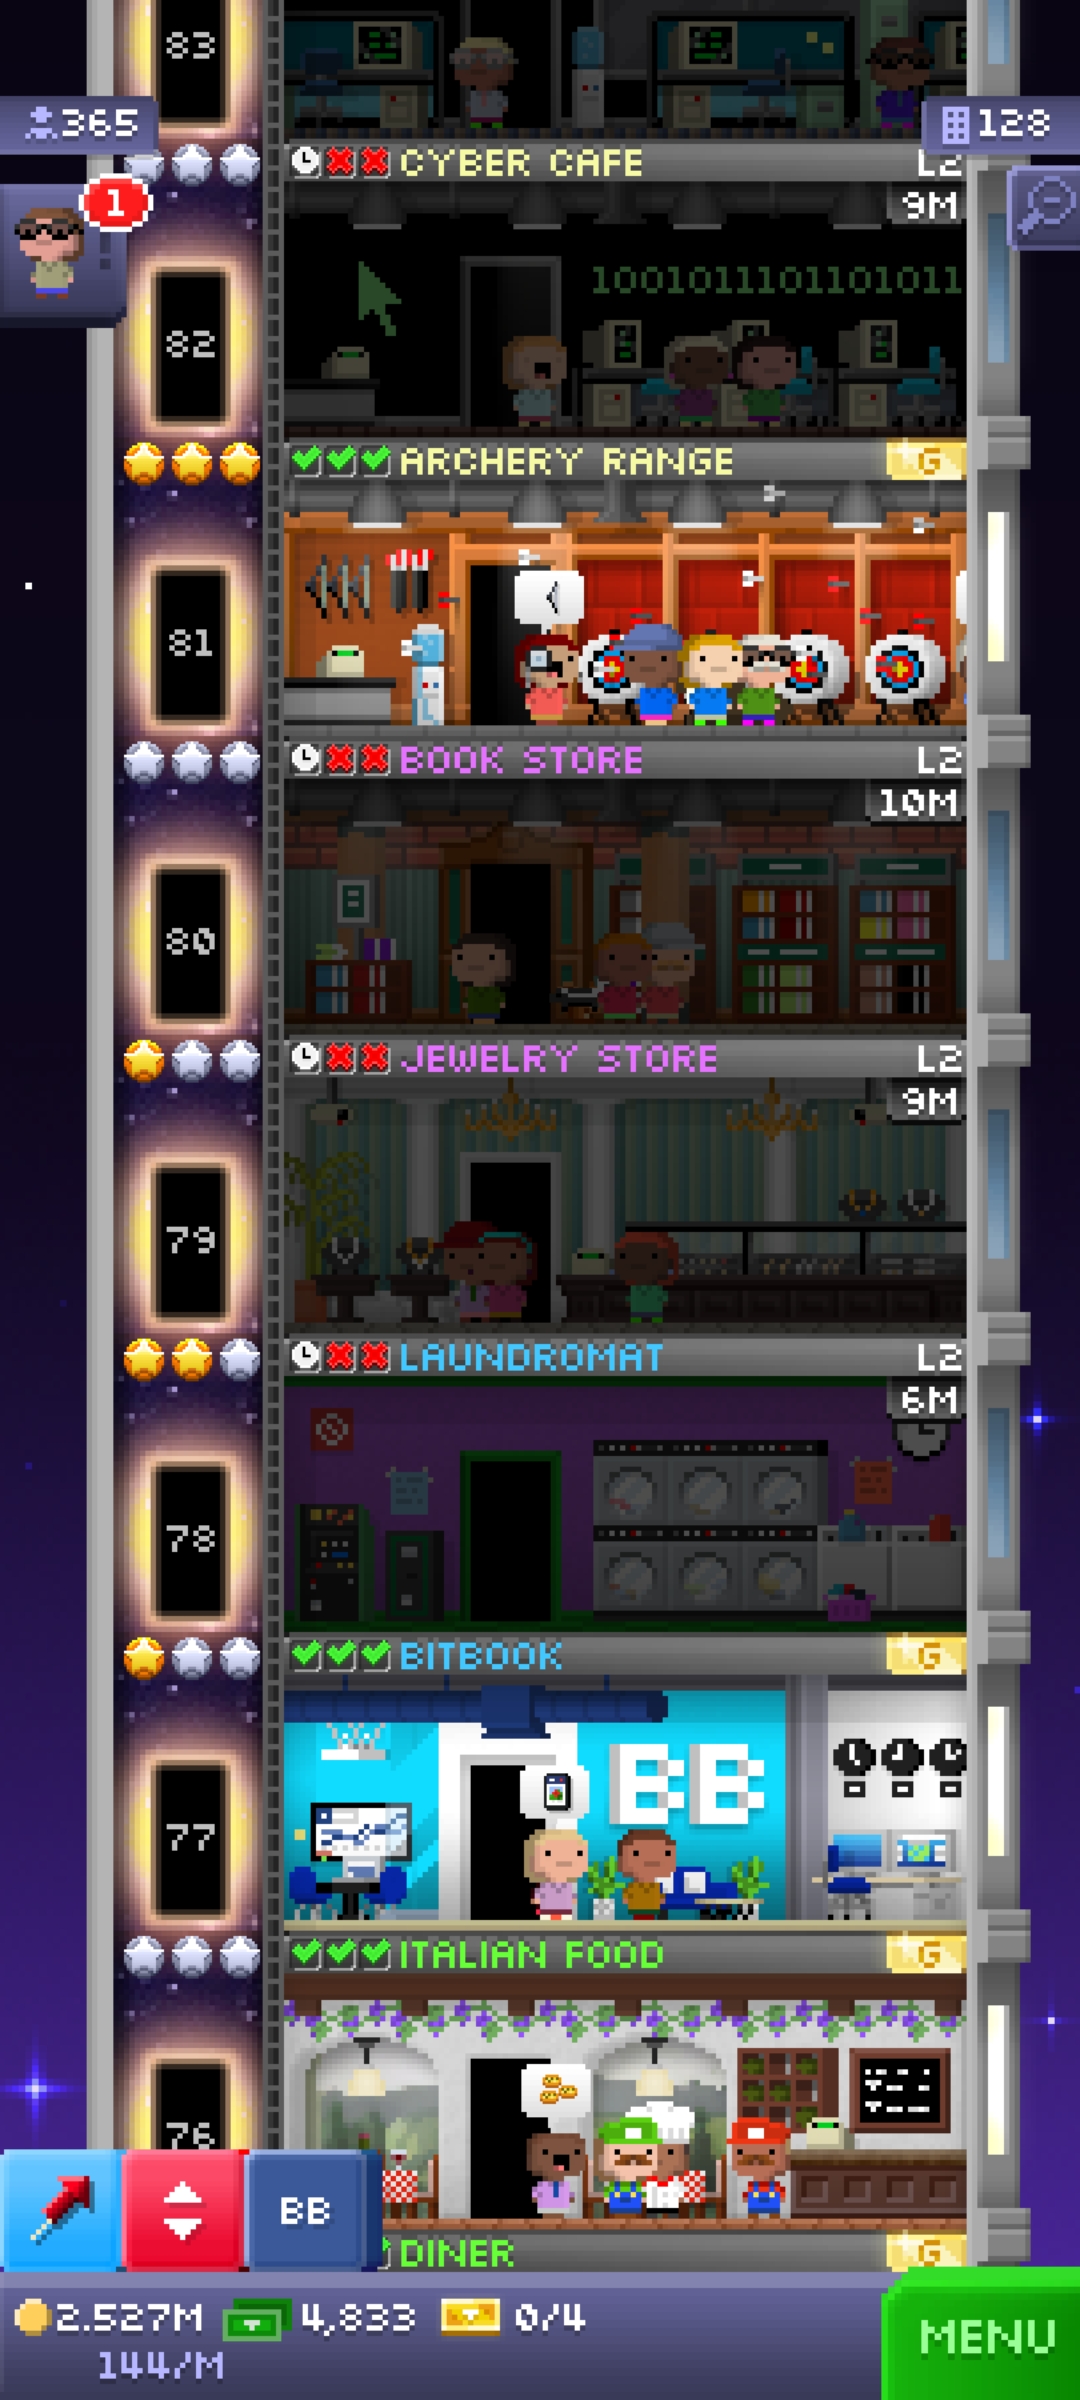 83
365
128
CYBER CAFE L2
9M
1
100101110110101011
82
ARCHERY RANGE G
81
BOOK STORE L2
10M
80
JEWELRY STORE L2
9M
79
LAUNDROMAT L2
6M
78
BITBOOK G
BB
77
ITALIAN FOOD G
76
BB
DINER G
2.527M 4,833 0/4
144/M
MENU